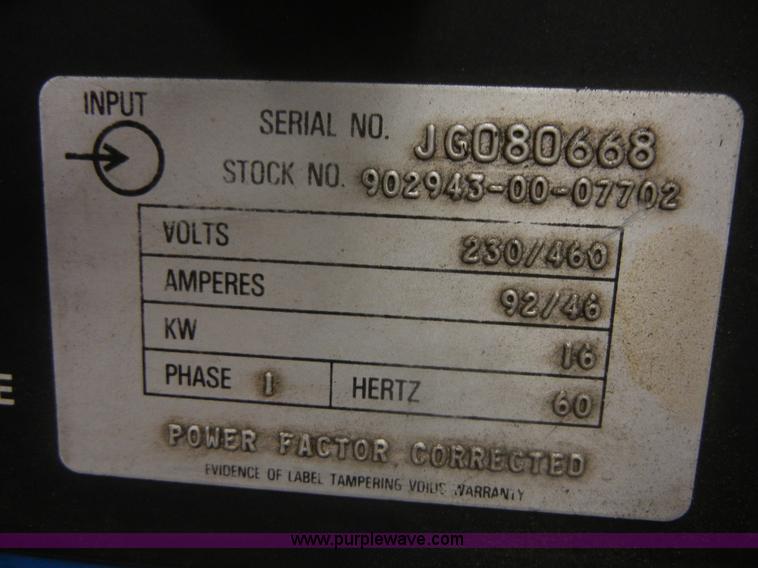 INPUT
SERIAL NO. JG080668
STOCK NO. 902943-00-07702
VOLTS 230/460
AMPERES 92/46
KW 16
PHASE 1 HERTZ 60
POWER FACTOR CORRECTED
EVIDENCE OF LABEL TAMPERING VOIDS WARRANTY
E
www.purplewave.com